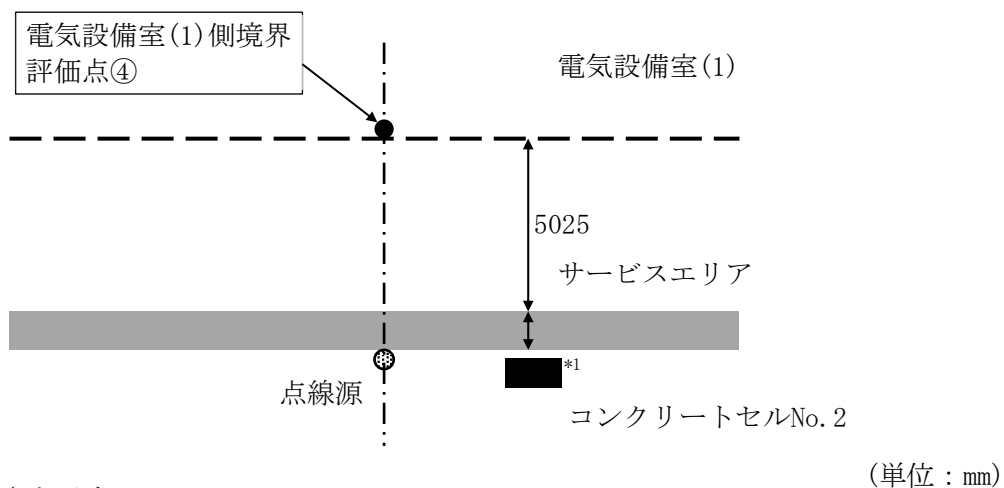 電気設備室(1)側境界
評価点④
電気設備室(1)
5025
サービスエリア
*1
点線源
コンクリートセルNo.2
(単位：㎜)